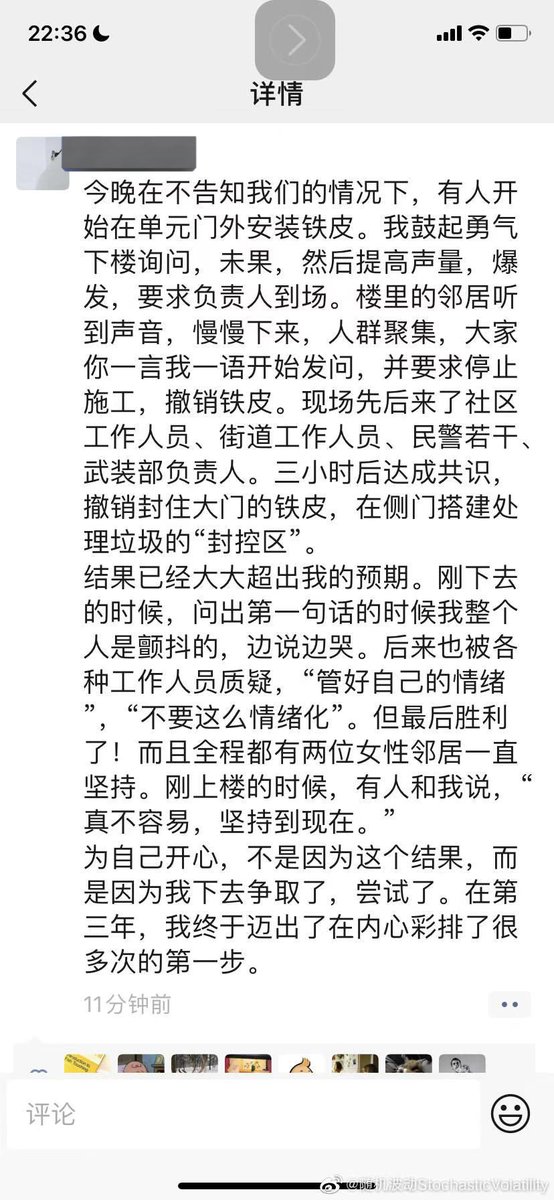 22:36
详情
今晚在不告知我们的情况下，有人开
始在单元门外安装铁皮。我鼓起勇气
下楼询问，未果，然后提高声量，爆
发，要求负责人到场。楼里的邻居听
到声音，慢慢下来，人群聚集，大家
你一言我一语开始发问，并要求停止
施工，撤销铁皮。现场先后来了社区
工作人员、街道工作人员、民警若干、
武装部负责人。三小时后达成共识，
撤销封住大门的铁皮，在侧门搭建处
理垃圾的“封控区”。
结果已经大大超出我的预期。刚下去
的时候，问出第一句话的时候我整个
人是颤抖的，边说边哭。后来也被各
种工作人员质疑，“管好自己的情绪
”，“不要这么情绪化”。但最后胜利
了！而且全程都有两位女性邻居一直
坚持。刚上楼的时候，有人和我说，“
真不容易，坚持到现在。”
为自己开心，不是因为这个结果，而
是因为我下去争取了，尝试了。在第
三年，我终于迈出了在内心彩排了很
多次的第一步。
11分钟前
评论
@随机波动StochasticVolatility